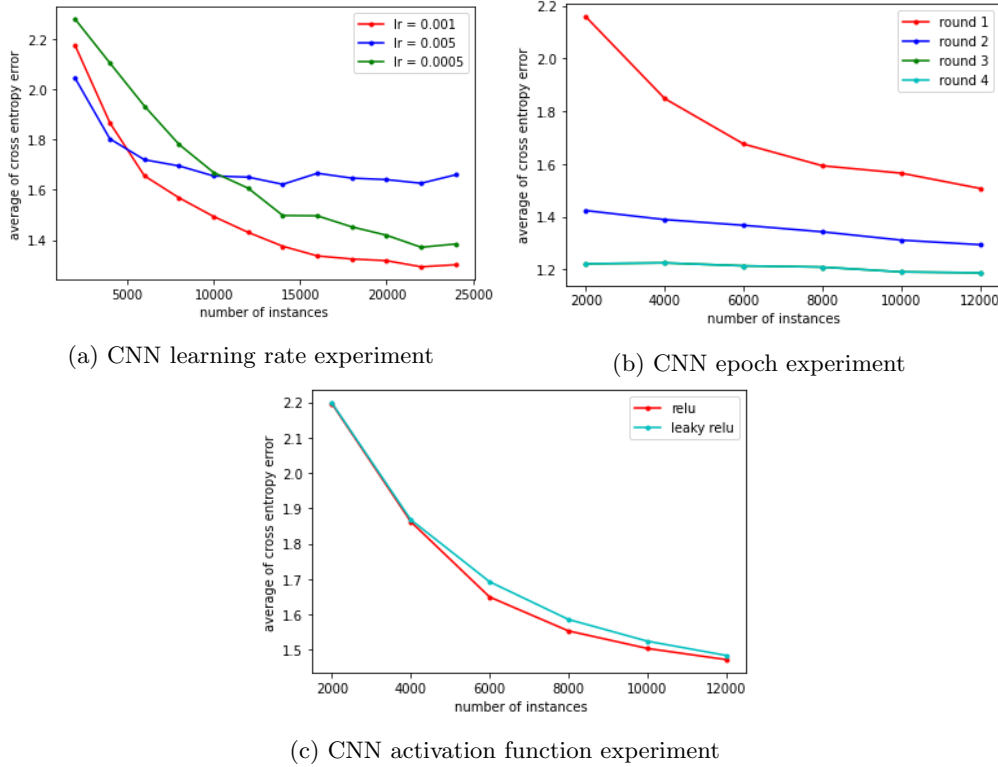 2.2
2.0
1.8
1.6
1.4
average of cross entropy error
lr = 0.001
lr = 0.005
lr = 0.0005
5000 10000 15000 20000 25000
number of instances
(a) CNN learning rate experiment
2.2
2.0
1.8
1.6
1.4
1.2
average of cross entropy error
round 1
round 2
round 3
round 4
2000 4000 6000 8000 10000 12000
number of instances
(b) CNN epoch experiment
2.2
2.1
2.0
1.9
1.8
1.7
1.6
1.5
average of cross entropy error
relu
leaky relu
2000 4000 6000 8000 10000 12000
number of instances
(c) CNN activation function experiment